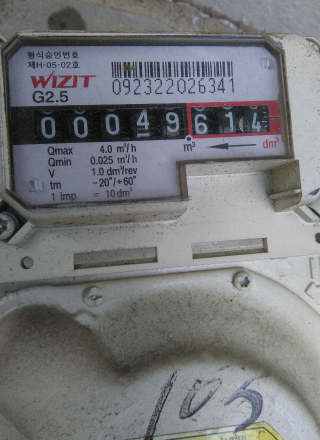 형식승인번호
제H-05-02호
WIZIT
G2.5
092322026341
00049614
m³ dm³
Qmax 4.0 m³/h
Qmin 0.025 m³/h
V 1.0 dm³/rev
tm -20°/+60°
1 imp. = 10 dm³
105